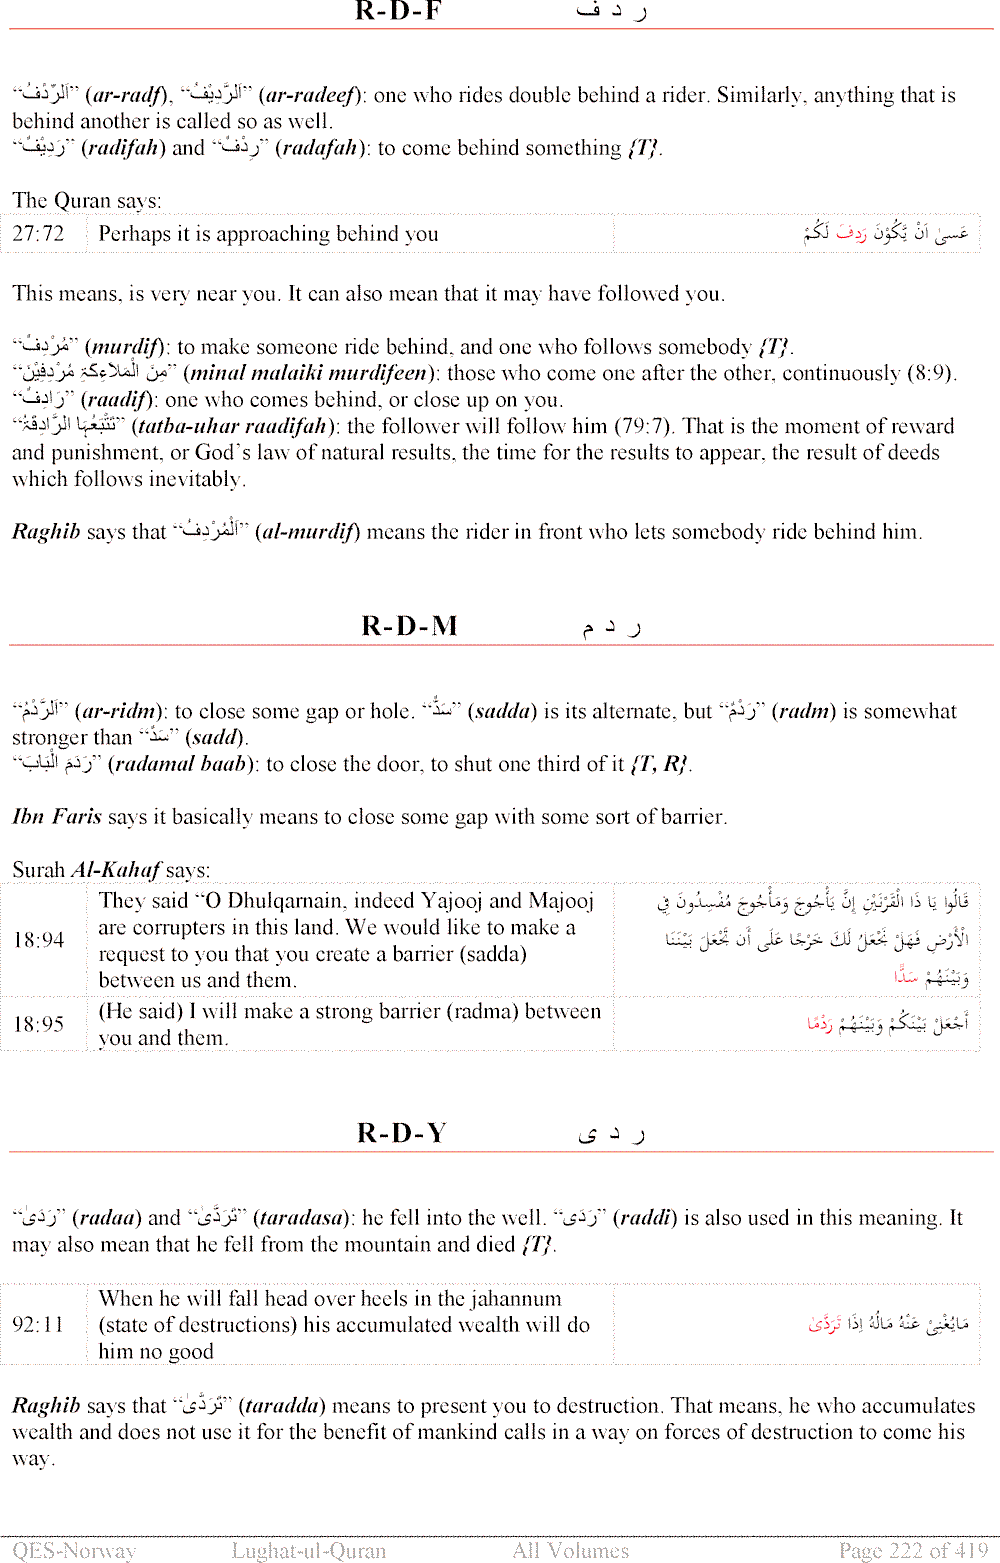 R-D-F ر د ف
“اَلرِّدْفُ” (ar-radf), “اَلرَّدِیْفُ” (ar-radeef): one who rides double behind a rider. Similarly, anything that is
behind another is called so as well.
“رَدِیْفٌ” (radifah) and “رِدْفٌ” (radafah): to come behind something {T}.
The Quran says:
27:72 Perhaps it is approaching behind you عَسىٰ اَنْ یَّکُوْنَ رَدِفَ لَکُمْ
This means, is very near you. It can also mean that it may have followed you.
“مُرْدِفٌ” (murdif): to make someone ride behind, and one who follows somebody {T}.
“مِنَ الْمَلَاءِکَۃِ مُرْدِفِیْنَ” (minal malaiki murdifeen): those who come one after the other, continuously (8:9).
“رَادِفٌ” (raadif): one who comes behind, or close up on you.
“تَتْبَعُہَا الرَّادِفَۃُ” (tatba-uhar raadifah): the follower will follow him (79:7). That is the moment of reward
and punishment, or God’s law of natural results, the time for the results to appear, the result of deeds
which follows inevitably.
Raghib says that “اَلْمُرْدِفُ” (al-murdif) means the rider in front who lets somebody ride behind him.
R-D-M ر د م
“اَلرَّدْمُ” (ar-ridm): to close some gap or hole. “سَدٌّ” (sadda) is its alternate, but “رَدْمٌ” (radm) is somewhat
stronger than “سَدٌّ” (sadd).
“رَدَمَ الْبَابَ” (radamal baab): to close the door, to shut one third of it {T, R}.
Ibn Faris says it basically means to close some gap with some sort of barrier.
Surah Al-Kahaf says:
18:94 They said “O Dhulqarnain, indeed Yajooj and Majooj
are corrupters in this land. We would like to make a
request to you that you create a barrier (sadda)
between us and them.
قَالُوا يَا ذَا الْقَرْنَيْنِ إِنَّ يَأْجُوجَ وَمَأْجُوجَ مُفْسِدُونَ فِي
الْأَرْضِ فَهَلْ نَجْعَلُ لَكَ خَرْجًا عَلَى أَن تَجْعَلَ بَيْنَنَا
وَبَيْنَهُمْ سَدًّا
18:95 (He said) I will make a strong barrier (radma) between
you and them.
أَجْعَلْ بَيْنَكُمْ وَبَيْنَهُمْ رَدْمًا
R-D-Y ر د ی
“رَدَیٰ” (radaa) and “تَرَدَّیٰ” (taradasa): he fell into the well. “رَدَی” (raddi) is also used in this meaning. It
may also mean that he fell from the mountain and died {T}.
92:11 When he will fall head over heels in the jahannum
(state of destructions) his accumulated wealth will do
him no good
مَایُغْنِیْ عَنْهُ مَالُهُ إِذَا تَرَدَّیٰ
Raghib says that “تَرَدَّیٰ” (taradda) means to present you to destruction. That means, he who accumulates
wealth and does not use it for the benefit of mankind calls in a way on forces of destruction to come his
way.
QES-Norway Lughat-ul-Quran All Volumes Page 222 of 419